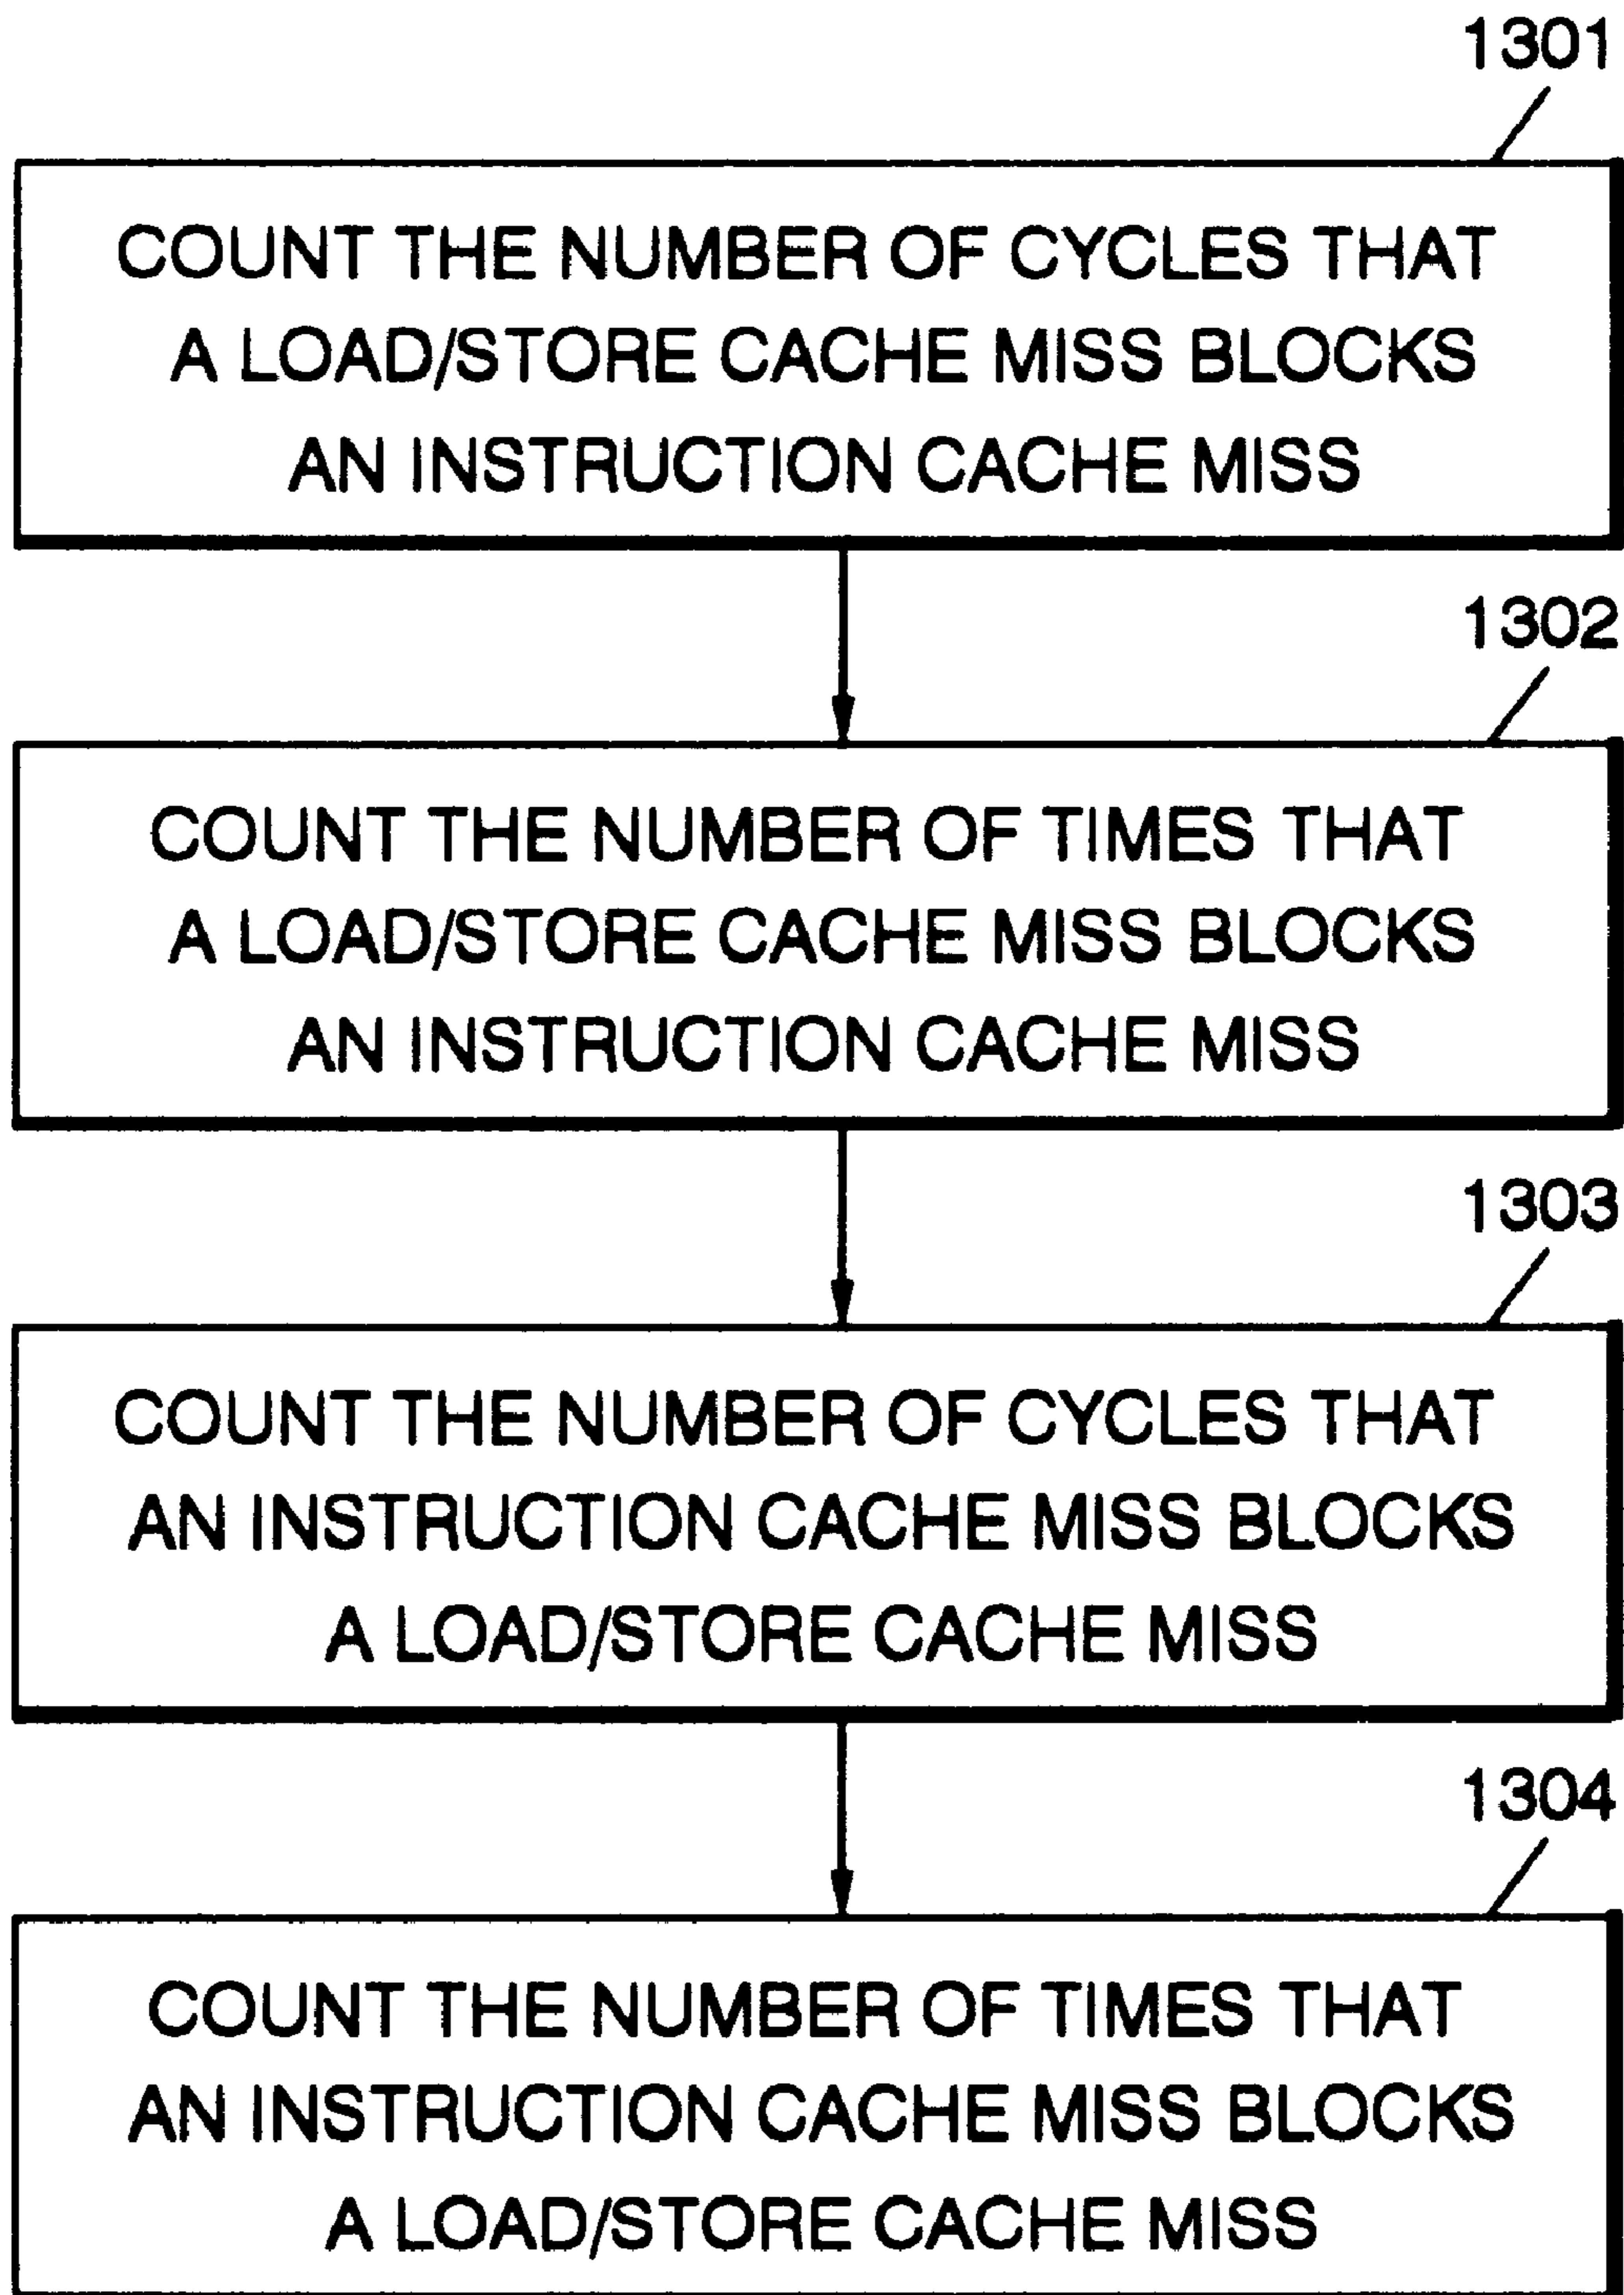 1301
COUNT THE NUMBER OF CYCLES THAT
A LOAD/STORE CACHE MISS BLOCKS
AN INSTRUCTION CACHE MISS
1302
COUNT THE NUMBER OF TIMES THAT
A LOAD/STORE CACHE MISS BLOCKS
AN INSTRUCTION CACHE MISS
1303
COUNT THE NUMBER OF CYCLES THAT
AN INSTRUCTION CACHE MISS BLOCKS
A LOAD/STORE CACHE MISS
1304
COUNT THE NUMBER OF TIMES THAT
AN INSTRUCTION CACHE MISS BLOCKS
A LOAD/STORE CACHE MISS